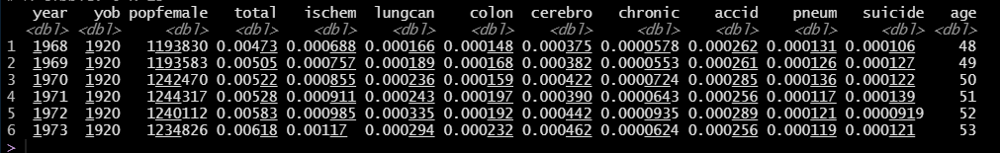 year yob popfemale total ischem lungcan colon cerebro chronic accid pneum suicide age
<dbl> <dbl> <dbl> <dbl> <dbl> <dbl> <dbl> <dbl> <dbl> <dbl> <dbl> <dbl> <dbl>
1 1968 1920 1193830 0.00473 0.000688 0.000166 0.000148 0.000375 0.0000578 0.000262 0.000131 0.000106 48
2 1969 1920 1193583 0.00505 0.000757 0.000189 0.000168 0.000382 0.0000553 0.000261 0.000126 0.000127 49
3 1970 1920 1242470 0.00522 0.000855 0.000236 0.000159 0.000422 0.0000724 0.000285 0.000136 0.000122 50
4 1971 1920 1244317 0.00528 0.000911 0.000243 0.000197 0.000390 0.0000643 0.000256 0.000117 0.000139 51
5 1972 1920 1240112 0.00583 0.000985 0.000335 0.000192 0.000442 0.0000935 0.000289 0.000121 0.0000919 52
6 1973 1920 1234826 0.00618 0.00117 0.000294 0.000232 0.000462 0.0000624 0.000256 0.000119 0.000121 53
>